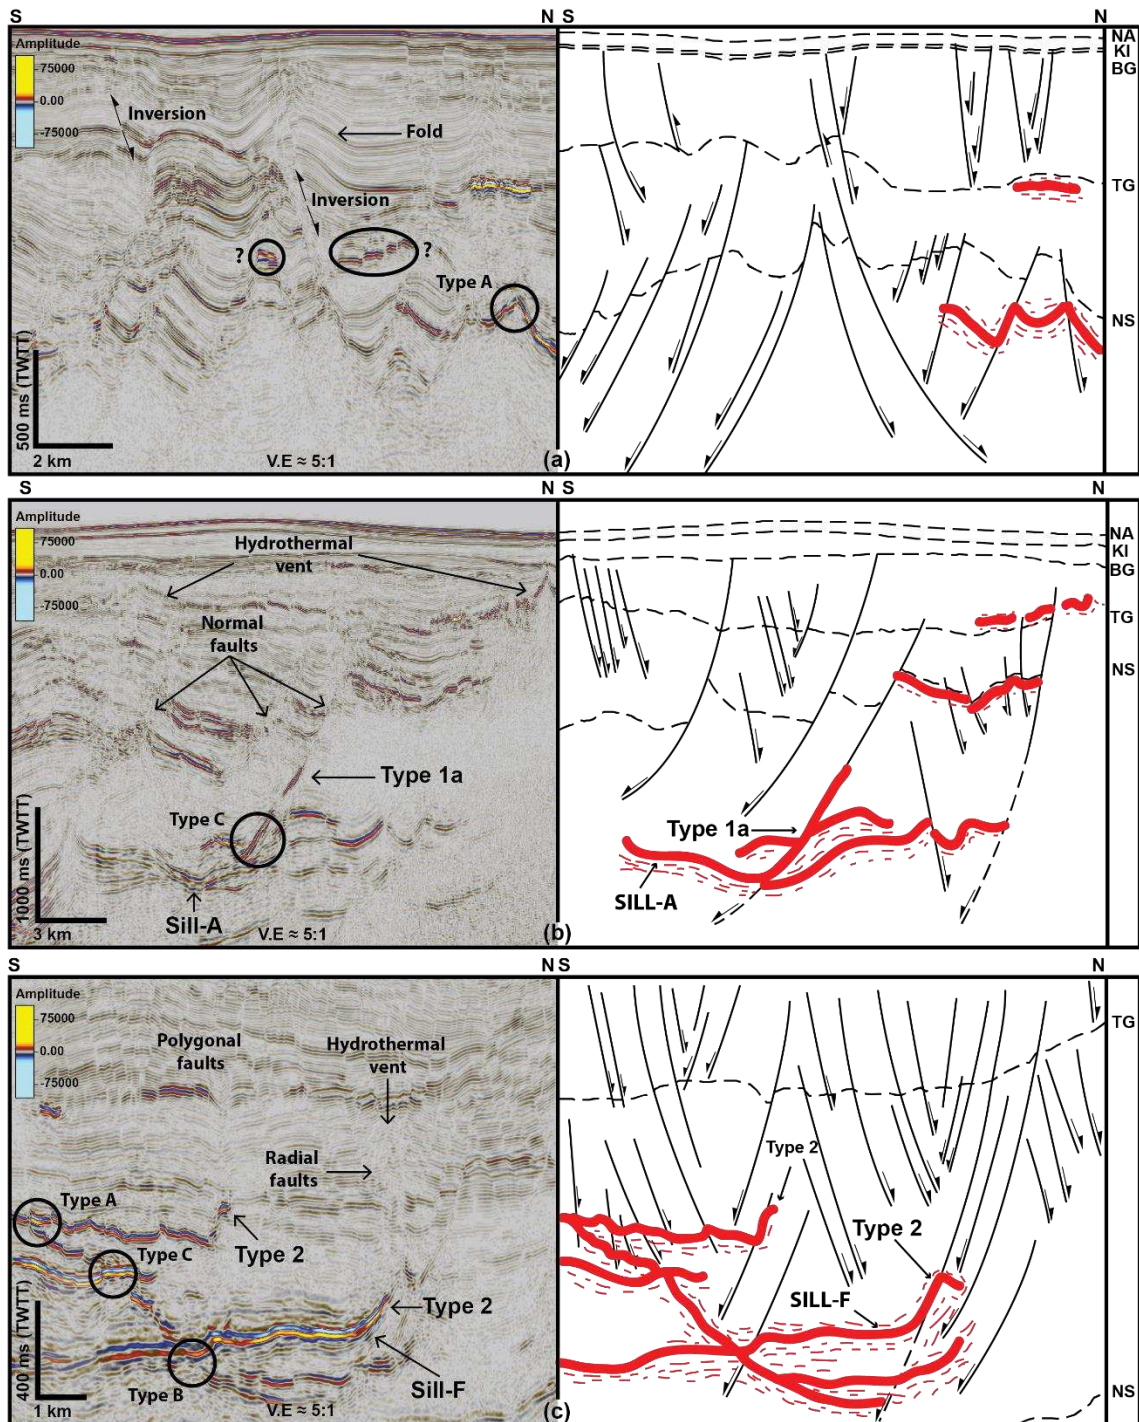 S
N
S
N
Amplitude
75000
0.00
-75000
Inversion
Fold
Inversion
?
?
Type A
500 ms (TWTT)
2 km
V.E ≈ 5:1
(a)
NA
KI
BG
TG
NS
S
N
S
N
Amplitude
75000
0.00
-75000
Hydrothermal
vent
Normal
faults
Type 1a
Type C
Sill-A
1000 ms (TWTT)
3 km
V.E ≈ 5:1
(b)
Type 1a
SILL-A
NA
KI
BG
TG
NS
S
N
S
N
Amplitude
75000
0.00
-75000
Polygonal
faults
Hydrothermal
vent
Radial
faults
Type A
Type C
Type 2
Type 2
Sill-F
Type B
400 ms (TWTT)
1 km
V.E ≈ 5:1
(c)
Type 2
Type 2
SILL-F
TG
NS